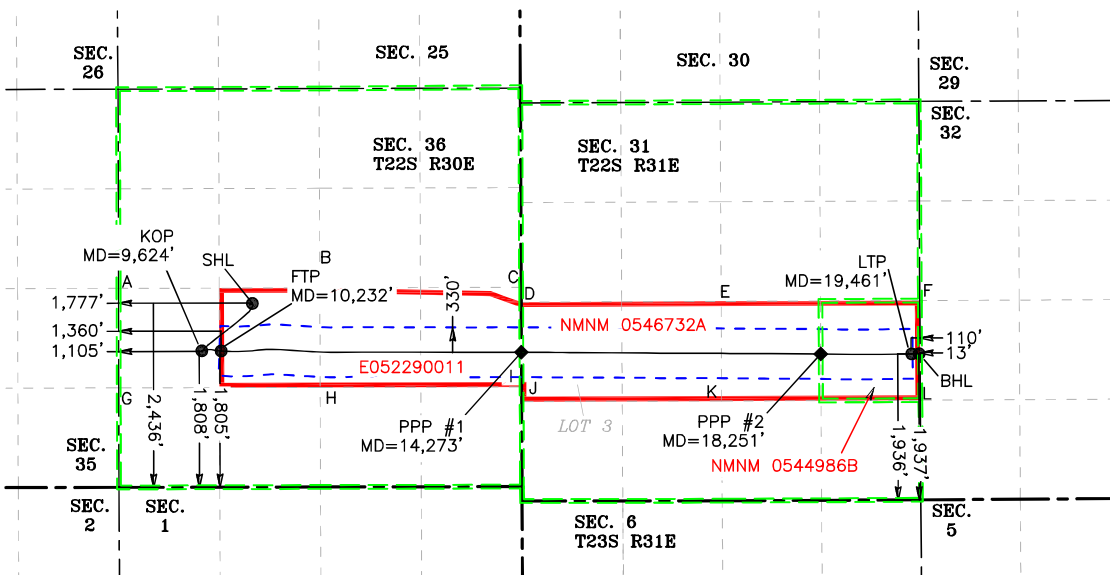 SEC. 25
SEC. 30
SEC.
26
SEC.
29
SEC.
32
SEC. 36
T22S R30E
SEC. 31
T22S R31E
KOP
MD=9,624'
SHL
B
FTP
MD=10,232'
C
D
E
LTP
MD=19,461'
F
A
1,777'
330'
NMNM 0546732A
1,360'
110'
1,105'
13'
E052290011
BHL
G
H
I
J
K
L
2,436'
1,808'
1,805'
PPP #1
MD=14,273'
LOT 3
PPP #2
MD=18,251'
1,936'
1,937'
NMNM 0544986B
SEC.
35
SEC.
2
SEC.
1
SEC. 6
T23S R31E
SEC.
5